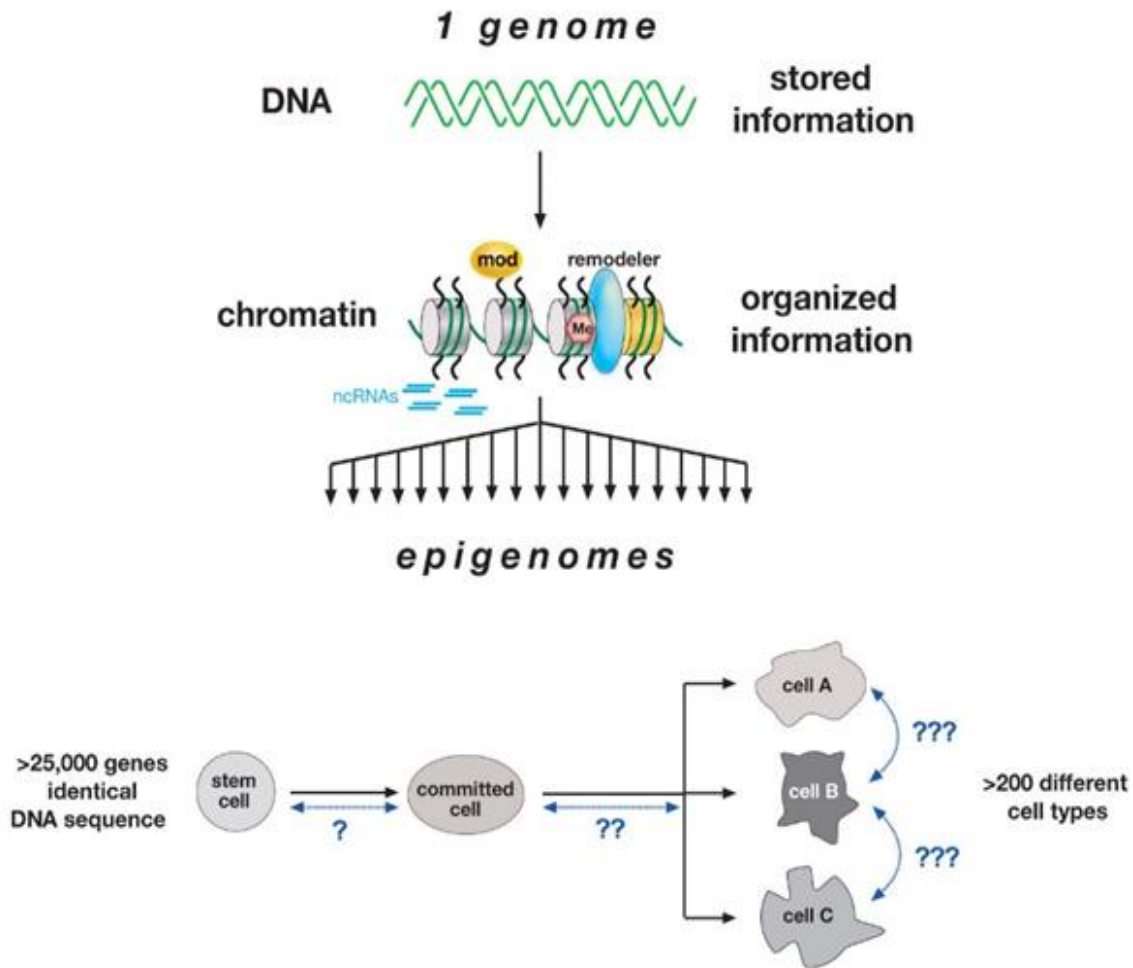 1 genome
DNA
stored
information
mod
remodeler
chromatin
Me
organized
information
ncRNAs
epigenomes
>25,000 genes
identical
DNA sequence
stem
cell
?
committed
cell
??
cell A
???
cell B
>200 different
cell types
???
cell C